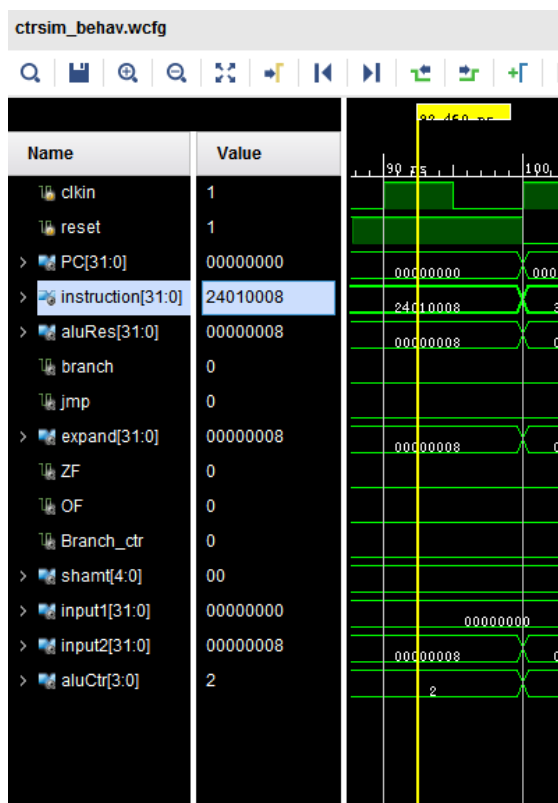 ctrsim_behav.wcfg
Name Value
90 ns 100
clkin 1
reset 1
PC[31:0] 00000000 00000000 000
instruction[31:0] 24010008 24010008
aluRes[31:0] 00000008 00000008
branch 0
jmp 0
expand[31:0] 00000008 00000008
ZF 0
OF 0
Branch_ctr 0
shamt[4:0] 00
input1[31:0] 00000000 00000000
input2[31:0] 00000008 00000008
aluCtr[3:0] 2 2